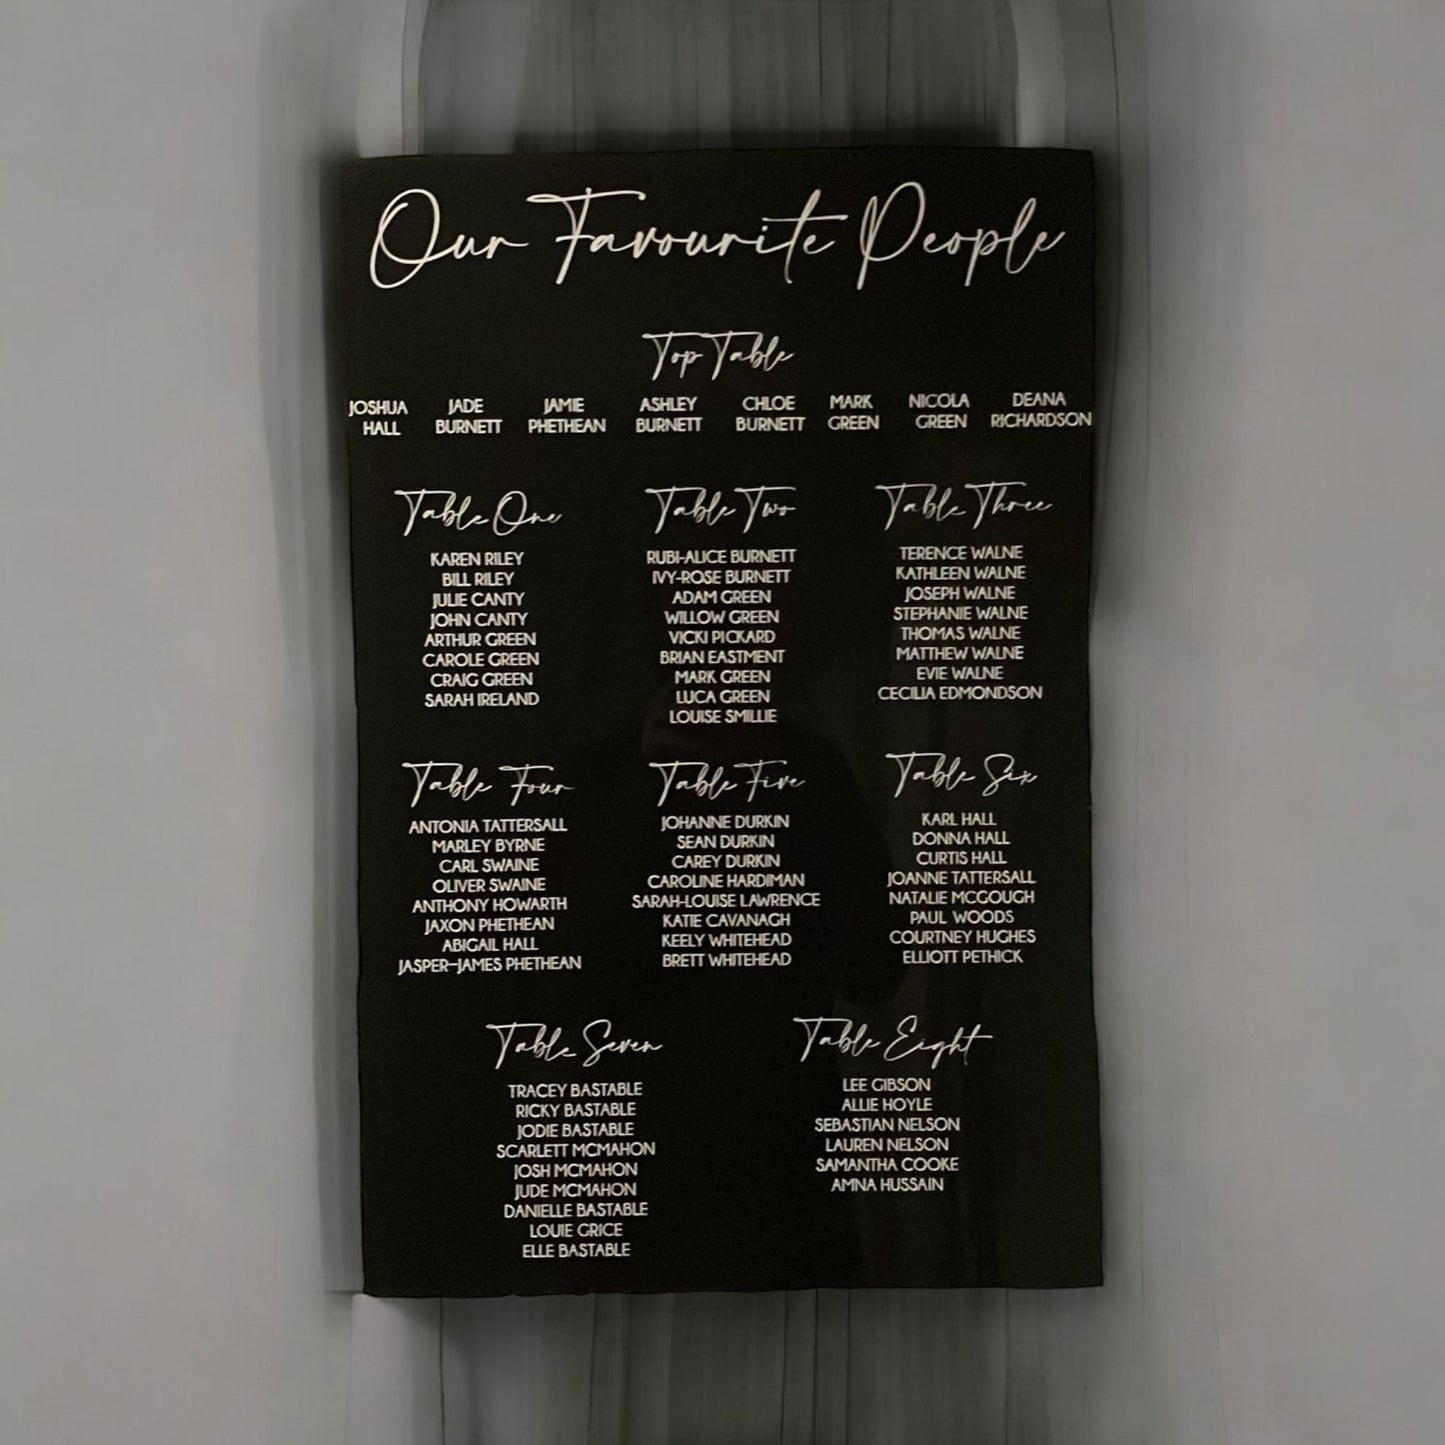 Our Favourite People
Top Table
JOSHUA HALL
JADE BURNETT
JAMIE PHETHEAN
ASHLEY BURNETT
CHLOE BURNETT
MARK GREEN
NICOLA GREEN
DEANA RICHARDSON
Table One
KAREN RILEY
BILL RILEY
JULIE CANTY
JOHN CANTY
ARTHUR GREEN
CAROLE GREEN
CRAIG GREEN
SARAH IRELAND
Table Two
RUBI-ALICE BURNETT
IVY-ROSE BURNETT
ADAM GREEN
WILLOW GREEN
VICKI PICKARD
BRIAN EASTMENT
MARK GREEN
LUCA GREEN
LOUISE SMILLIE
Table Three
TERENCE WALNE
KATHLEEN WALNE
JOSEPH WALNE
STEPHANIE WALNE
THOMAS WALNE
MATTHEW WALNE
EVIE WALNE
CECILIA EDMONDSON
Table Four
ANTONIA TATTERSALL
MARLEY BYRNE
CARL SWAINE
OLIVER SWAINE
ANTHONY HOWARTH
JAXON PHETHEAN
ABIGAIL HALL
JASPER-JAMES PHETHEAN
Table Five
JOHANNE DURKIN
SEAN DURKIN
CAREY DURKIN
CAROLINE HARDIMAN
SARAH-LOUISE LAWRENCE
KATIE CAVANAGH
KEELY WHITEHEAD
BRETT WHITEHEAD
Table Six
KARL HALL
DONNA HALL
CURTIS HALL
JOANNE TATTERSALL
NATALIE MCGOUGH
PAUL WOODS
COURTNEY HUGHES
ELLIOTT PETHICK
Table Seven
TRACEY BASTABLE
RICKY BASTABLE
JODIE BASTABLE
SCARLETT MCMAHON
JOSH MCMAHON
JUDE MCMAHON
DANIELLE BASTABLE
LOUIE GRICE
ELLE BASTABLE
Table Eight
LEE GIBSON
ALLIE HOYLE
SEBASTIAN NELSON
LAUREN NELSON
SAMANTHA COOKE
AMNA HUSSAIN